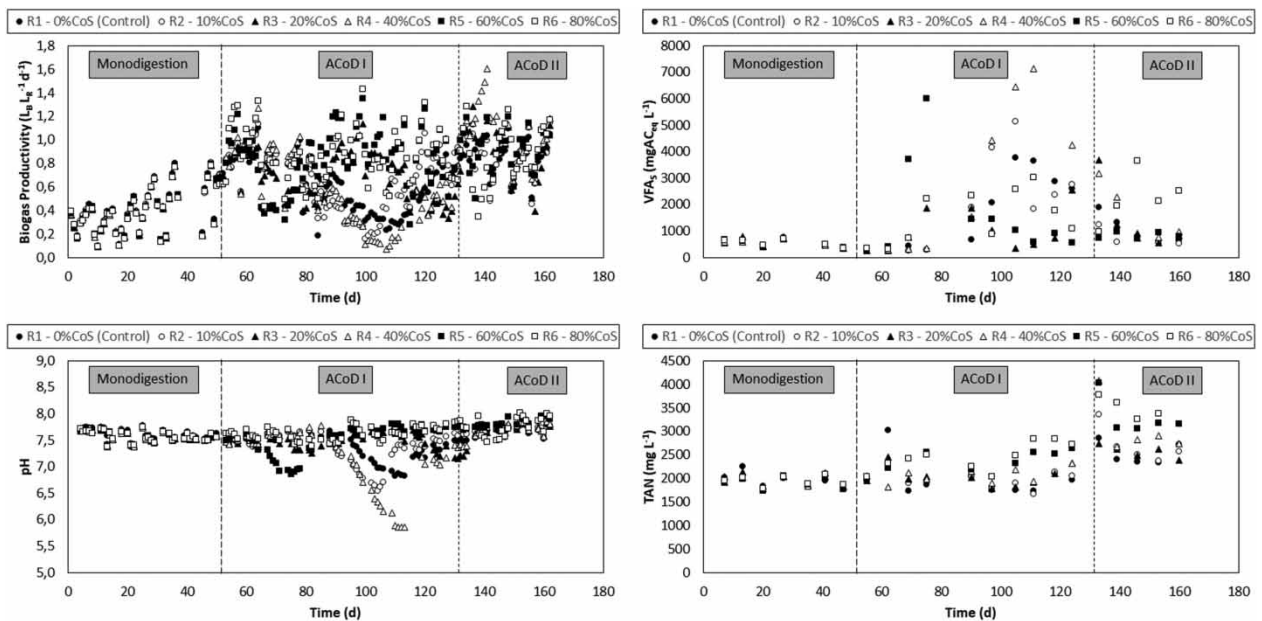 R1 - 0%CoS (Control) R2 - 10%CoS R3 - 20%CoS R4 - 40%CoS R5 - 60%CoS R6 - 80%CoS
Biogas Productivity (L_B L_R^-1 d^-1)
1,8
1,6
1,4
1,2
1,0
0,8
0,6
0,4
0,2
0,0
Monodigestion ACoD I ACoD II
0 20 40 60 80 100 120 140 160 180
Time (d)
R1 - 0%CoS (Control) R2 - 10%CoS R3 - 20%CoS R4 - 40%CoS R5 - 60%CoS R6 - 80%CoS
VFA_S (mgAC_eq L^-1)
8000
7000
6000
5000
4000
3000
2000
1000
0
Monodigestion ACoD I ACoD II
0 20 40 60 80 100 120 140 160 180
Time (d)
R1 - 0%CoS (Control) R2 - 10%CoS R3 - 20%CoS R4 - 40%CoS R5 - 60%CoS R6 - 80%CoS
pH
9,0
8,5
8,0
7,5
7,0
6,5
6,0
5,5
5,0
Monodigestion ACoD I ACoD II
0 20 40 60 80 100 120 140 160 180
Time (d)
R1 - 0%CoS (Control) R2 - 10%CoS R3 - 20%CoS R4 - 40%CoS R5 - 60%CoS R6 - 80%CoS
TAN (mg L^-1)
4500
4000
3500
3000
2500
2000
1500
1000
500
0
Monodigestion ACoD I ACoD II
0 20 40 60 80 100 120 140 160 180
Time (d)